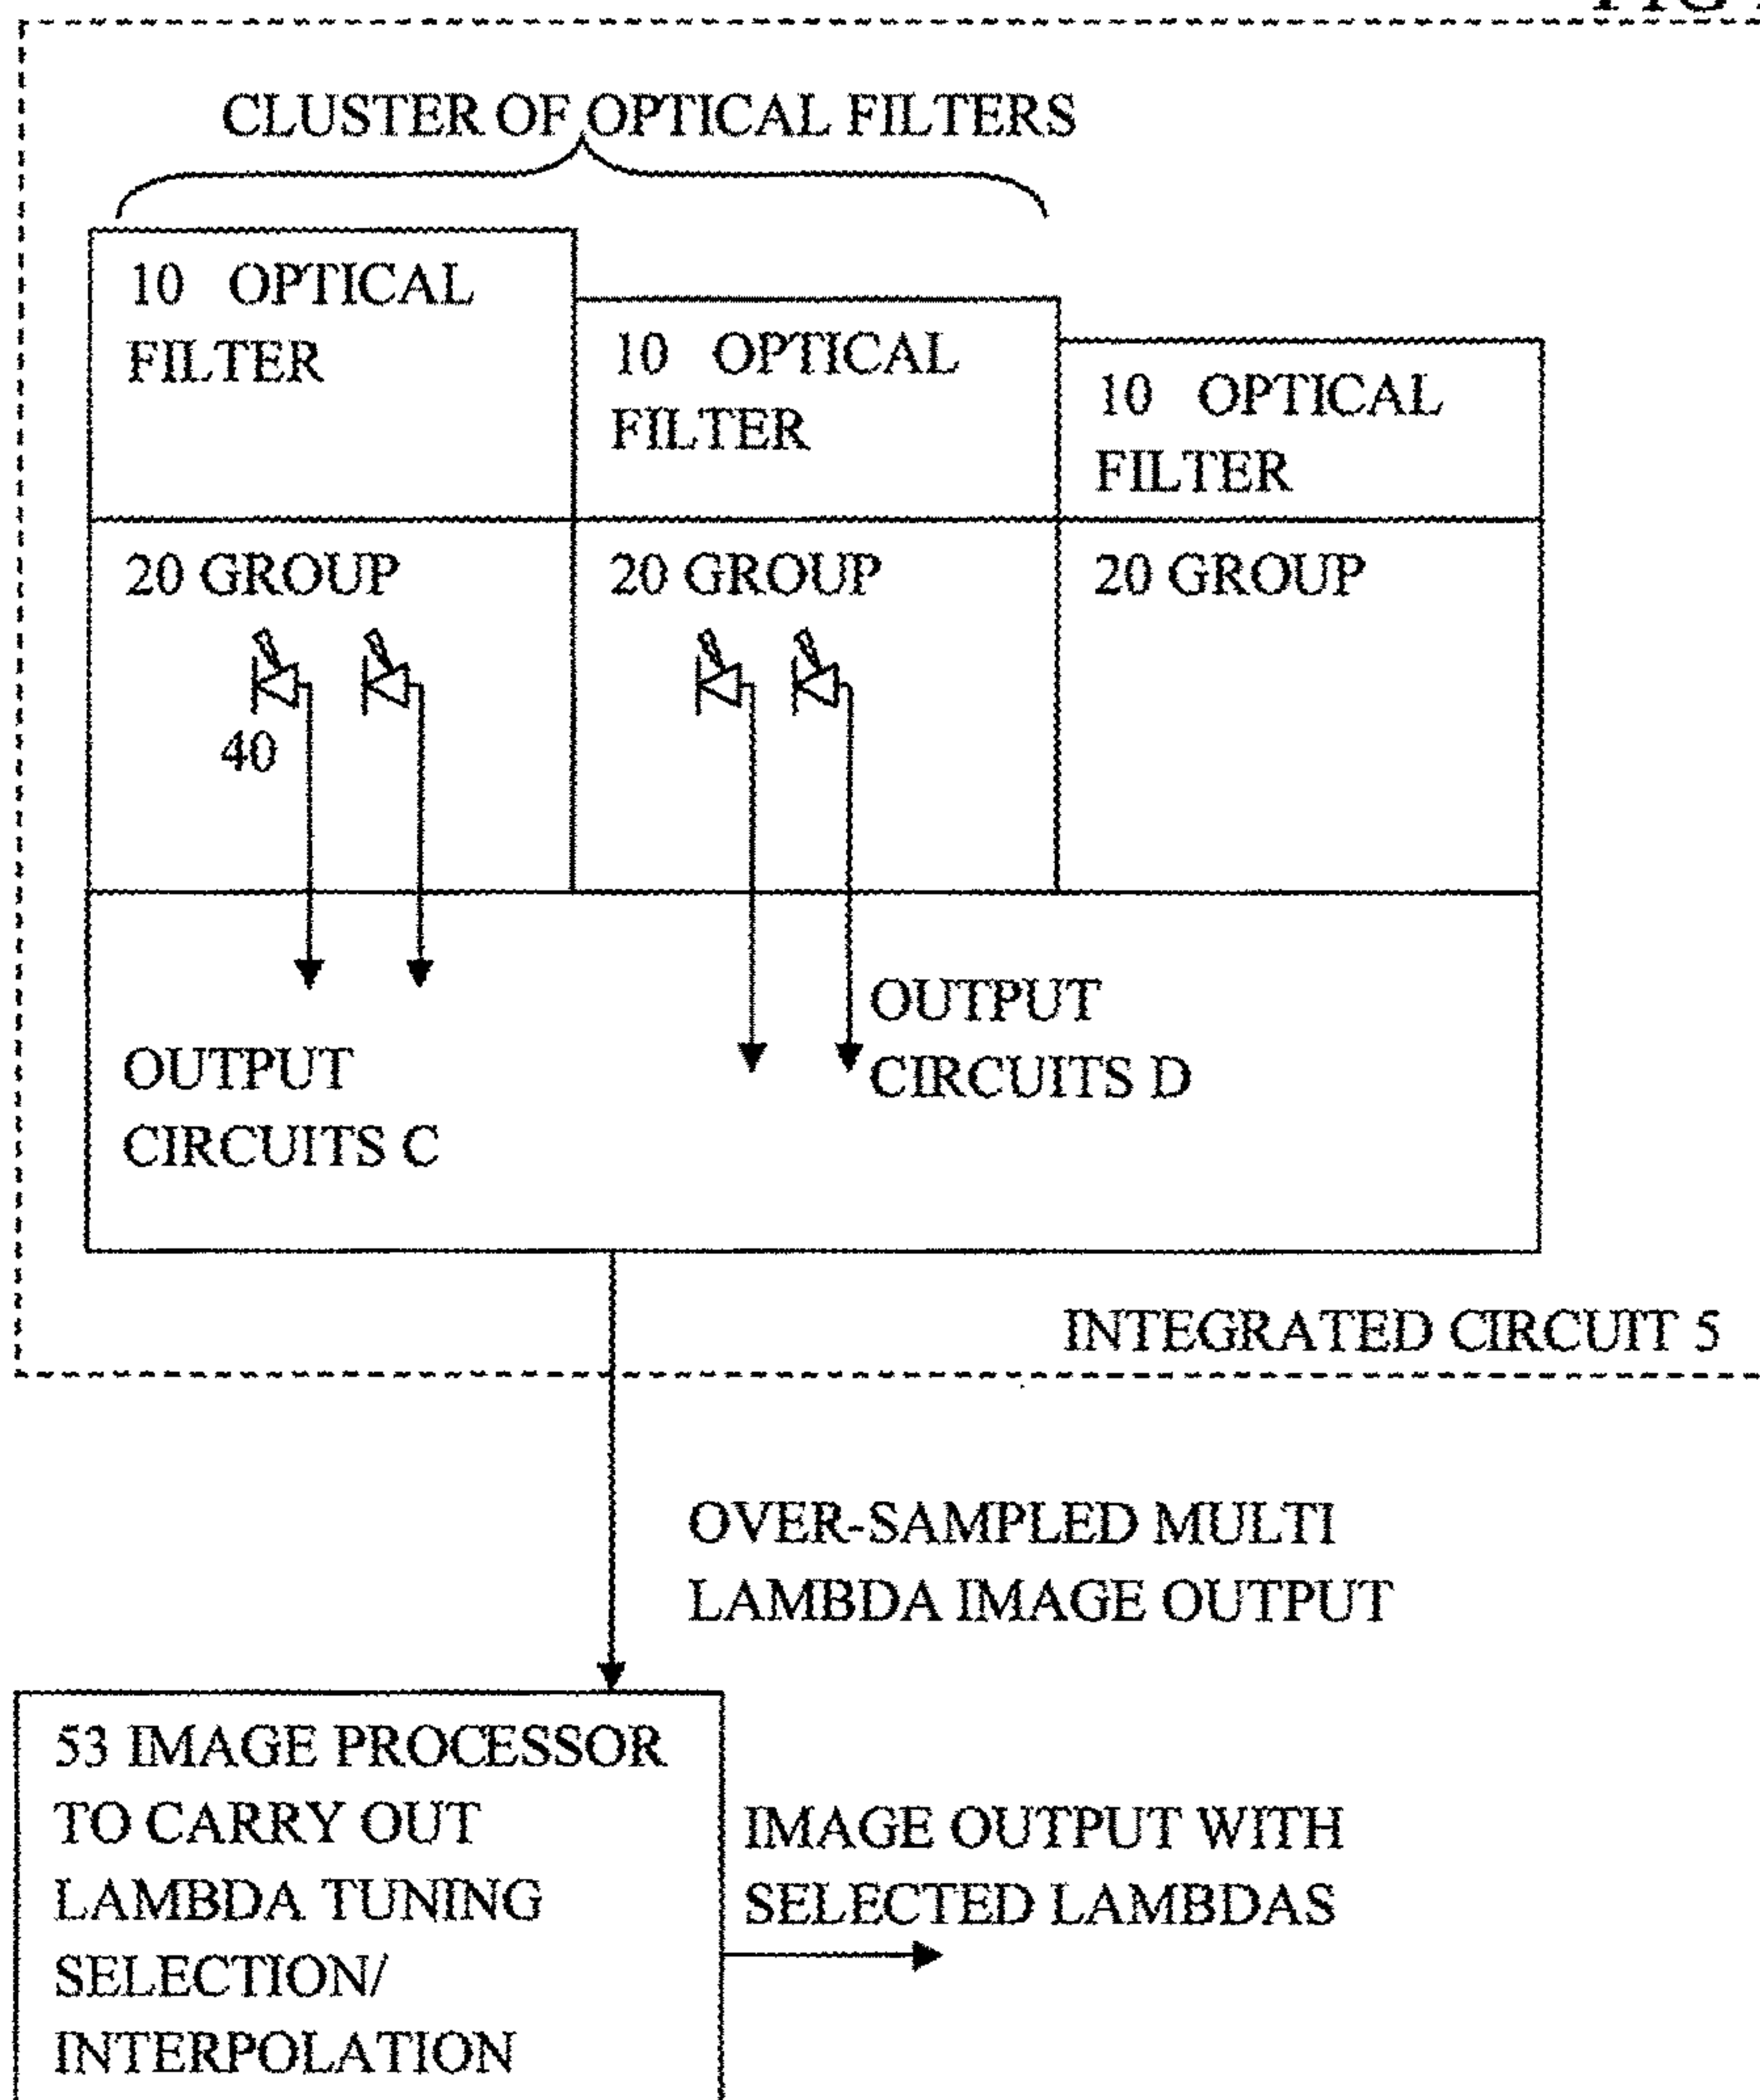 CLUSTER OF OPTICAL FILTERS
10 OPTICAL
FILTER
10 OPTICAL
FILTER
10 OPTICAL
FILTER
20 GROUP
20 GROUP
20 GROUP
40
OUTPUT
CIRCUITS C
OUTPUT
CIRCUITS D
INTEGRATED CIRCUIT 5
OVER-SAMPLED MULTI
LAMBDA IMAGE OUTPUT
53 IMAGE PROCESSOR
TO CARRY OUT
LAMBDA TUNING
SELECTION/
INTERPOLATION
IMAGE OUTPUT WITH
SELECTED LAMBDAS